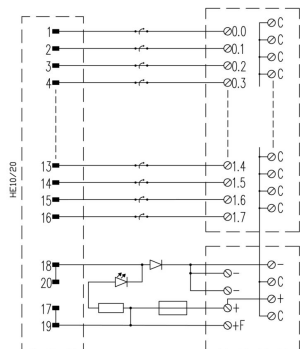 1 0.0 C
2 0.1 C
3 0.2 C
4 0.3 C
HE10/20
13 1.4 C
14 1.5 C
15 1.6 C
16 1.7 C
18 - -
20 - C
17 + +
19 +F C